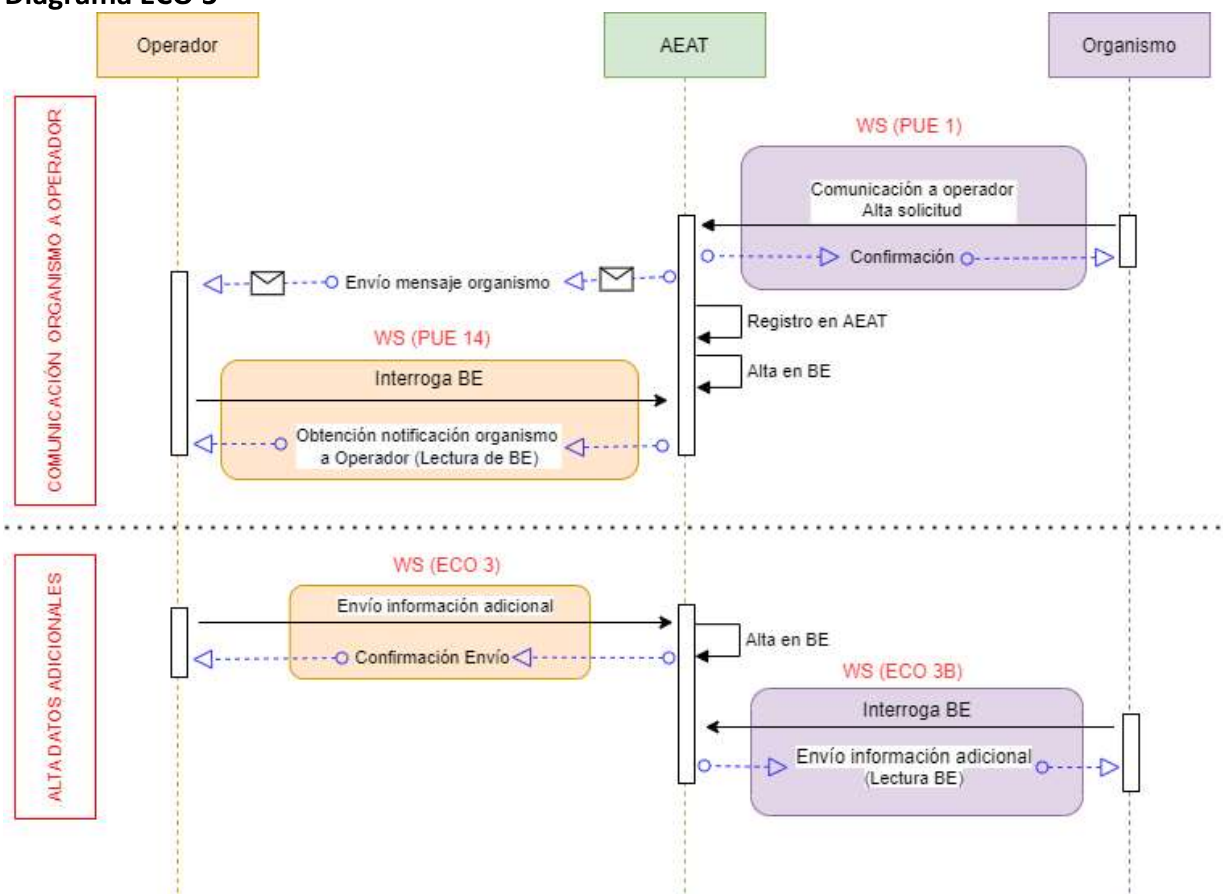 Diagrama ECO 3
Operador
AEAT
Organismo
COMUNICACIÓN ORGANISMO A OPERADOR
WS (PUE 1)
Comunicación a operador
Alta solicitud
Confirmación
Envío mensaje organismo
Registro en AEAT
WS (PUE 14)
Alta en BE
Interroga BE
Obtención notificación organismo
a Operador (Lectura de BE)
ALTA DATOS ADICIONALES
WS (ECO 3)
Envío información adicional
Alta en BE
Confirmación Envío
WS (ECO 3B)
Interroga BE
Envío información adicional
(Lectura BE)